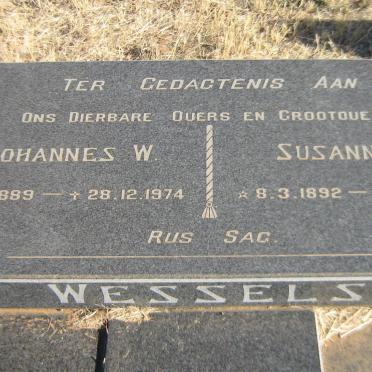 TER GEDACTENIS AAN
ONS DIERBARE OUERS EN GROOTOUE
OHANNES W. SUSANN
889 — + 28.12.1974 ☆ 8.3.1892 —
RUS SAG.
WESSELS